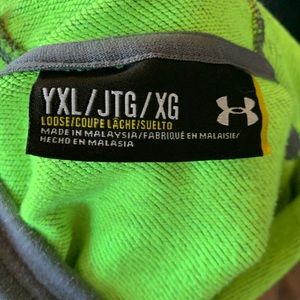 YXL/JTG/XG
LOOSE/COUPE LÂCHE/SUELTO
MADE IN MALAYSIA/FABRIQUÉ EN MALAISIE/
HECHO EN MALASIA